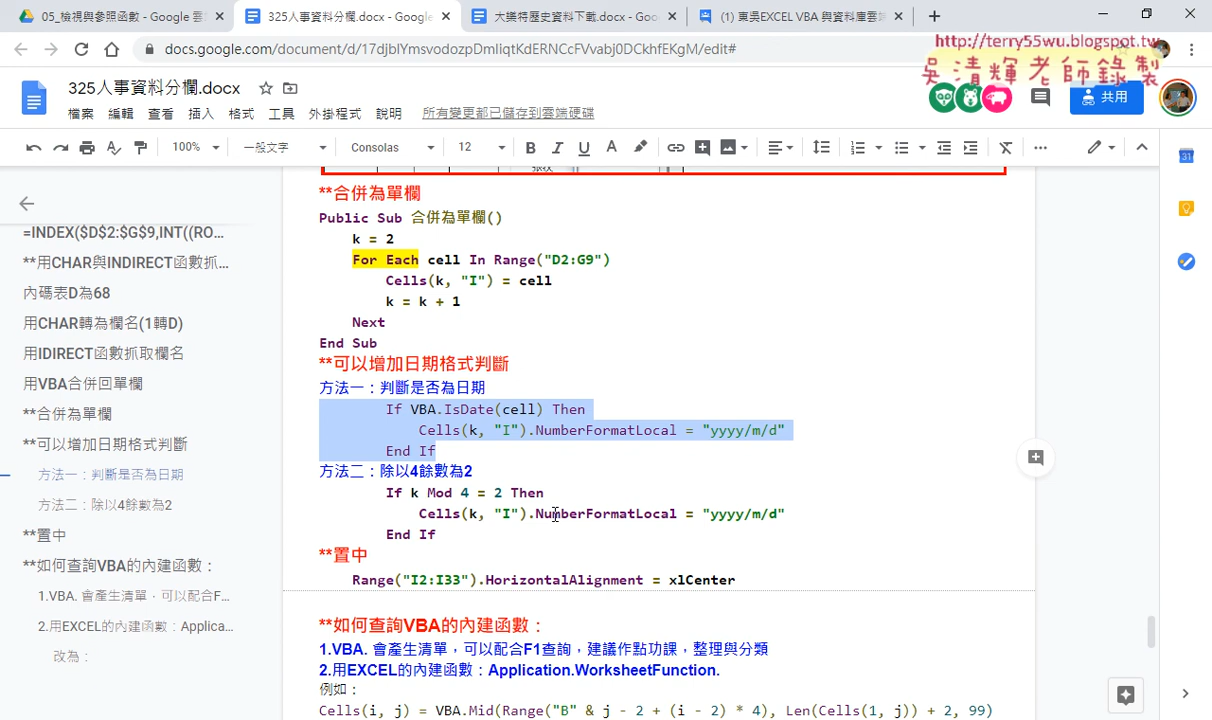 05_檢視與參照函數 - Google 雲
325人事資料分欄.docx - Google
大樂特歷史資料下載.docx - Goo
(1) 東吳EXCEL VBA 與資料庫雲端
docs.google.com/document/d/17djblYmsvodozpDmIiqtKdERNCcFVvabj0DCkhfEKgM/edit#
http://terry55wu.blogspot.tw
吳清輝老師錄製
325人事資料分欄.docx
檔案 編輯 查看 插入 格式 工具 外掛程式 說明 所有變更都已儲存到雲端硬碟
共用
100% 一般文字 Consolas 12 B I U A
=INDEX($D$2:$G$9,INT((RO...
**用CHAR與INDIRECT函數抓...
內碼表D為68
用CHAR轉為欄名(1轉D)
用IDIRECT函數抓取欄名
用VBA合併回單欄
**合併為單欄
**可以增加日期格式判斷
方法一：判斷是否為日期
方法二：除以4餘數為2
**置中
**如何查詢VBA的內建函數：
1.VBA. 會產生清單，可以配合F...
2.用EXCEL的內建函數：Applica...
改為：
**合併為單欄
Public Sub 合併為單欄()
k = 2
For Each cell In Range("D2:G9")
Cells(k, "I") = cell
k = k + 1
Next
End Sub
**可以增加日期格式判斷
方法一：判斷是否為日期
If VBA.IsDate(cell) Then
Cells(k, "I").NumberFormatLocal = "yyyy/m/d"
End If
方法二：除以4餘數為2
If k Mod 4 = 2 Then
Cells(k, "I").NumberFormatLocal = "yyyy/m/d"
End If
**置中
Range("I2:I33").HorizontalAlignment = xlCenter
**如何查詢VBA的內建函數：
1.VBA. 會產生清單，可以配合F1查詢，建議作點功課，整理與分類
2.用EXCEL的內建函數：Application.WorksheetFunction.
例如：
Cells(i, j) = VBA.Mid(Range("B" & j - 2 + (i - 2) * 4), Len(Cells(1, j)) + 2, 99)
31